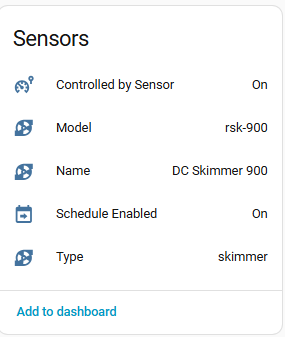 Sensors
Controlled by Sensor On
Model rsk-900
Name DC Skimmer 900
Schedule Enabled On
Type skimmer
Add to dashboard